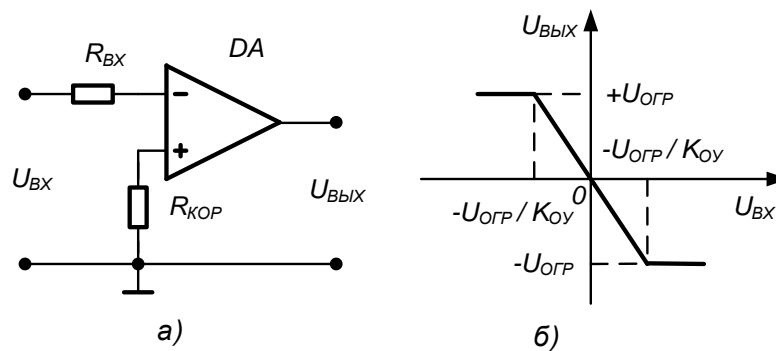 R_ВХ
DA
−
+
U_ВХ
R_КОР
U_ВЫХ
а)
U_ВЫХ
+U_ОГР
-U_ОГР / K_ОУ
0
-U_ОГР / K_ОУ
U_ВХ
-U_ОГР
б)